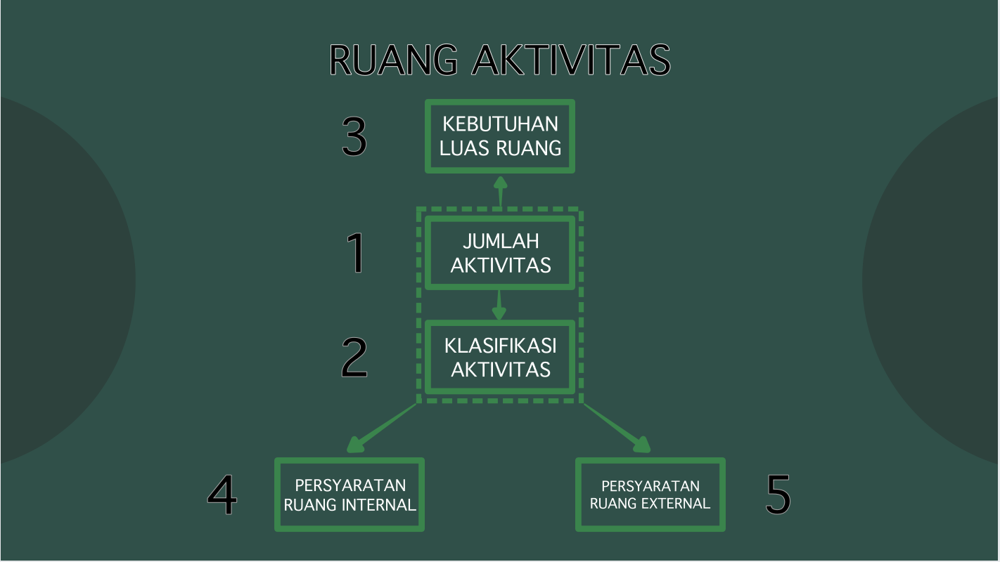 RUANG AKTIVITAS
3
KEBUTUHAN
LUAS RUANG
1
JUMLAH
AKTIVITAS
2
KLASIFIKASI
AKTIVITAS
4
PERSYARATAN
RUANG INTERNAL
PERSYARATAN
RUANG EXTERNAL
5